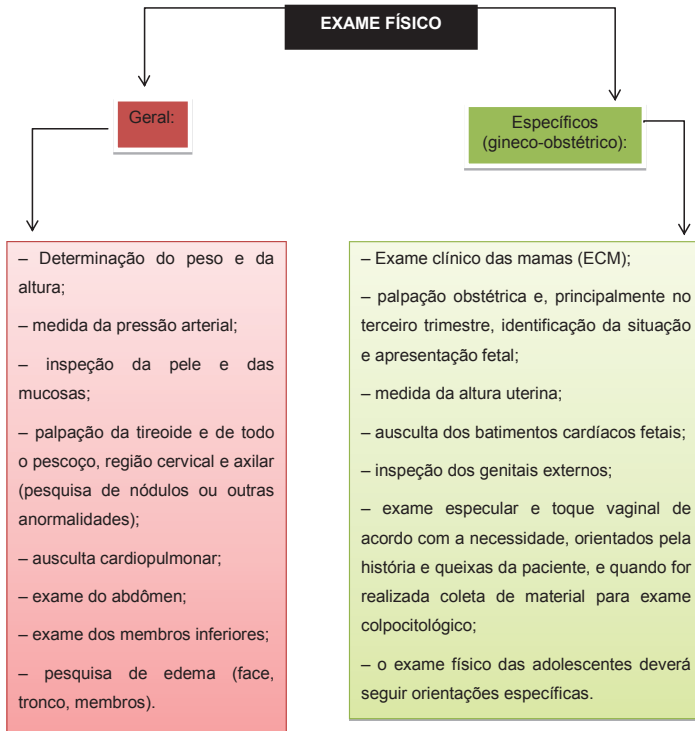 EXAME FÍSICO
Geral:
– Determinação do peso e da
altura;
– medida da pressão arterial;
– inspeção da pele e das
mucosas;
– palpação da tireoide e de todo
o pescoço, região cervical e axilar
(pesquisa de nódulos ou outras
anormalidades);
– ausculta cardiopulmonar;
– exame do abdômen;
– exame dos membros inferiores;
– pesquisa de edema (face,
tronco, membros).
Específicos
(gineco-obstétrico):
– Exame clínico das mamas (ECM);
– palpação obstétrica e, principalmente no
terceiro trimestre, identificação da situação
e apresentação fetal;
– medida da altura uterina;
– ausculta dos batimentos cardíacos fetais;
– inspeção dos genitais externos;
– exame especular e toque vaginal de
acordo com a necessidade, orientados pela
história e queixas da paciente, e quando for
realizada coleta de material para exame
colpocitológico;
– o exame físico das adolescentes deverá
seguir orientações específicas.